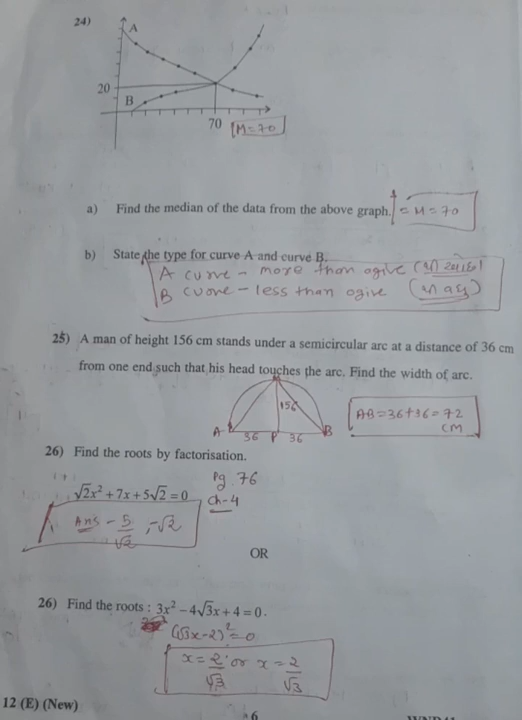 24)
A
20
B
70 M=70
a) Find the median of the data from the above graph. = M = 70
b) State the type for curve A and curve B.
A curve - more than ogive
B curve - less than ogive
25) A man of height 156 cm stands under a semicircular arc at a distance of 36 cm
from one end such that his head touches the arc. Find the width of arc.
M
156
A 36 P 36 B
AB=36+36=72
CM
26) Find the roots by factorisation.
Pg. 76
√2x² + 7x + 5√2 = 0 Ch-4
Ans - 5/√2, -√2
OR
26) Find the roots : 3x² − 4√3x + 4 = 0.
(√3x-2)²=0
x = 2/√3 or x = 2/√3
12 (E) (New)
6